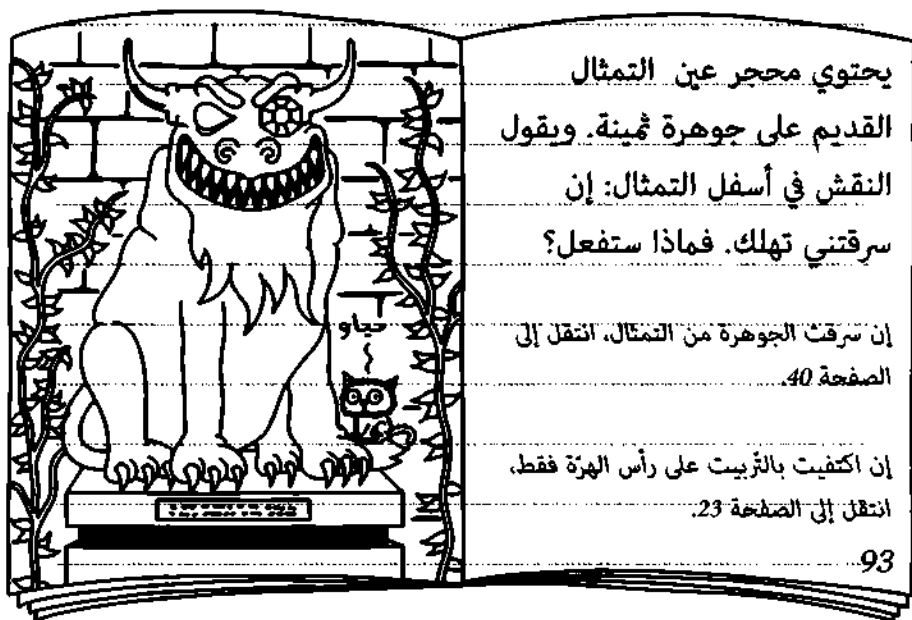 يحتوي محجر عين التمثال
القديم على جوهرة ثمينة. ويقول
النقش في أسفل التمثال: إن
سرقتني تهلك. فماذا ستفعل؟
إن سرقت الجوهرة من التمثال، انتقل إلى
الصفحة 40.
إن اكتفيت بالتّربيت على رأس الهرّة فقط،
انتقل إلى الصفحة 23.
93
مياو